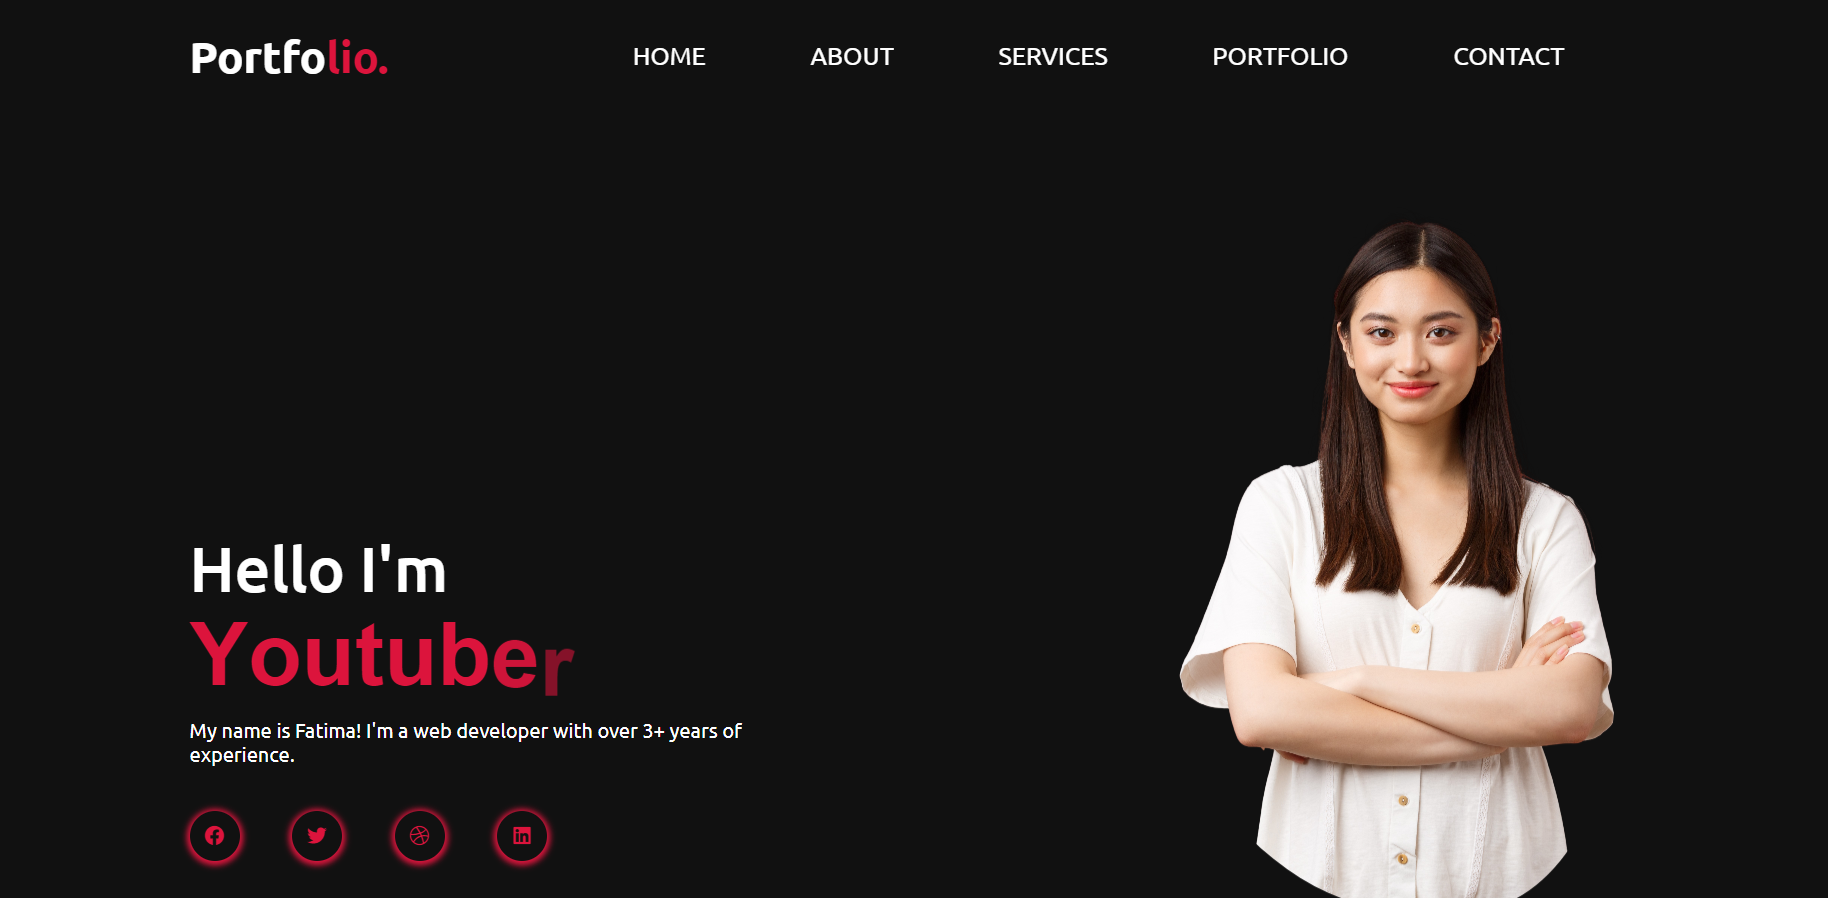 Portfolio.
HOME ABOUT SERVICES PORTFOLIO CONTACT
Hello I'm
Youtuber
My name is Fatima! I'm a web developer with over 3+ years of
experience.